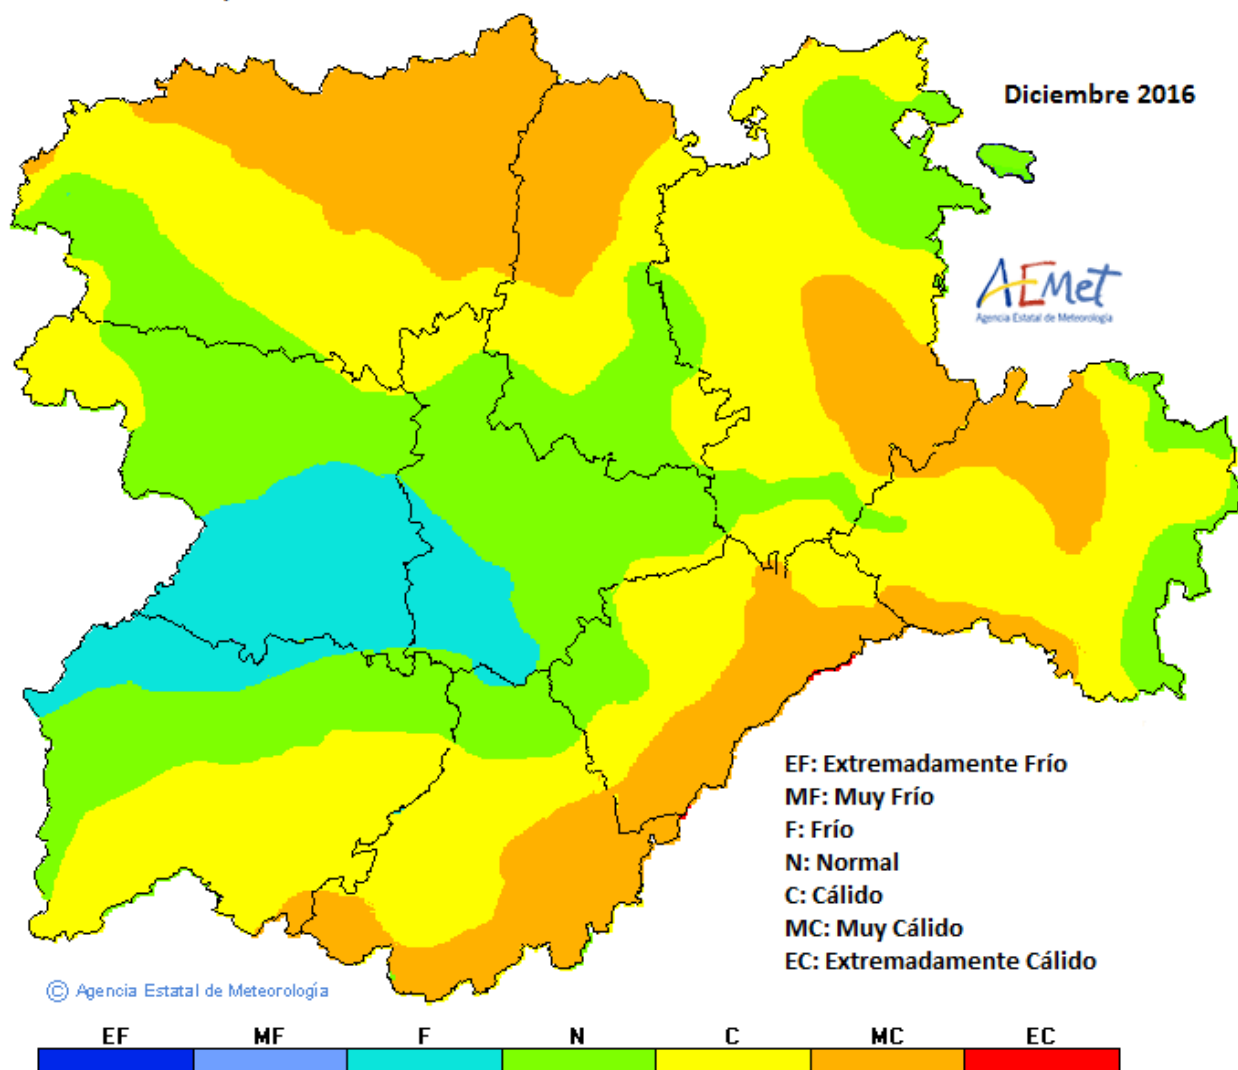 Diciembre 2016
AEMet
Agencia Estatal de Meteorología
EF: Extremadamente Frío
MF: Muy Frío
F: Frío
N: Normal
C: Cálido
MC: Muy Cálido
EC: Extremadamente Cálido
© Agencia Estatal de Meteorología
EF MF F N C MC EC